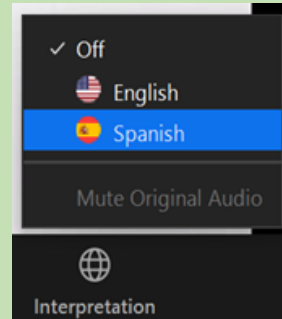 Off
English
Spanish
Mute Original Audio
Interpretation